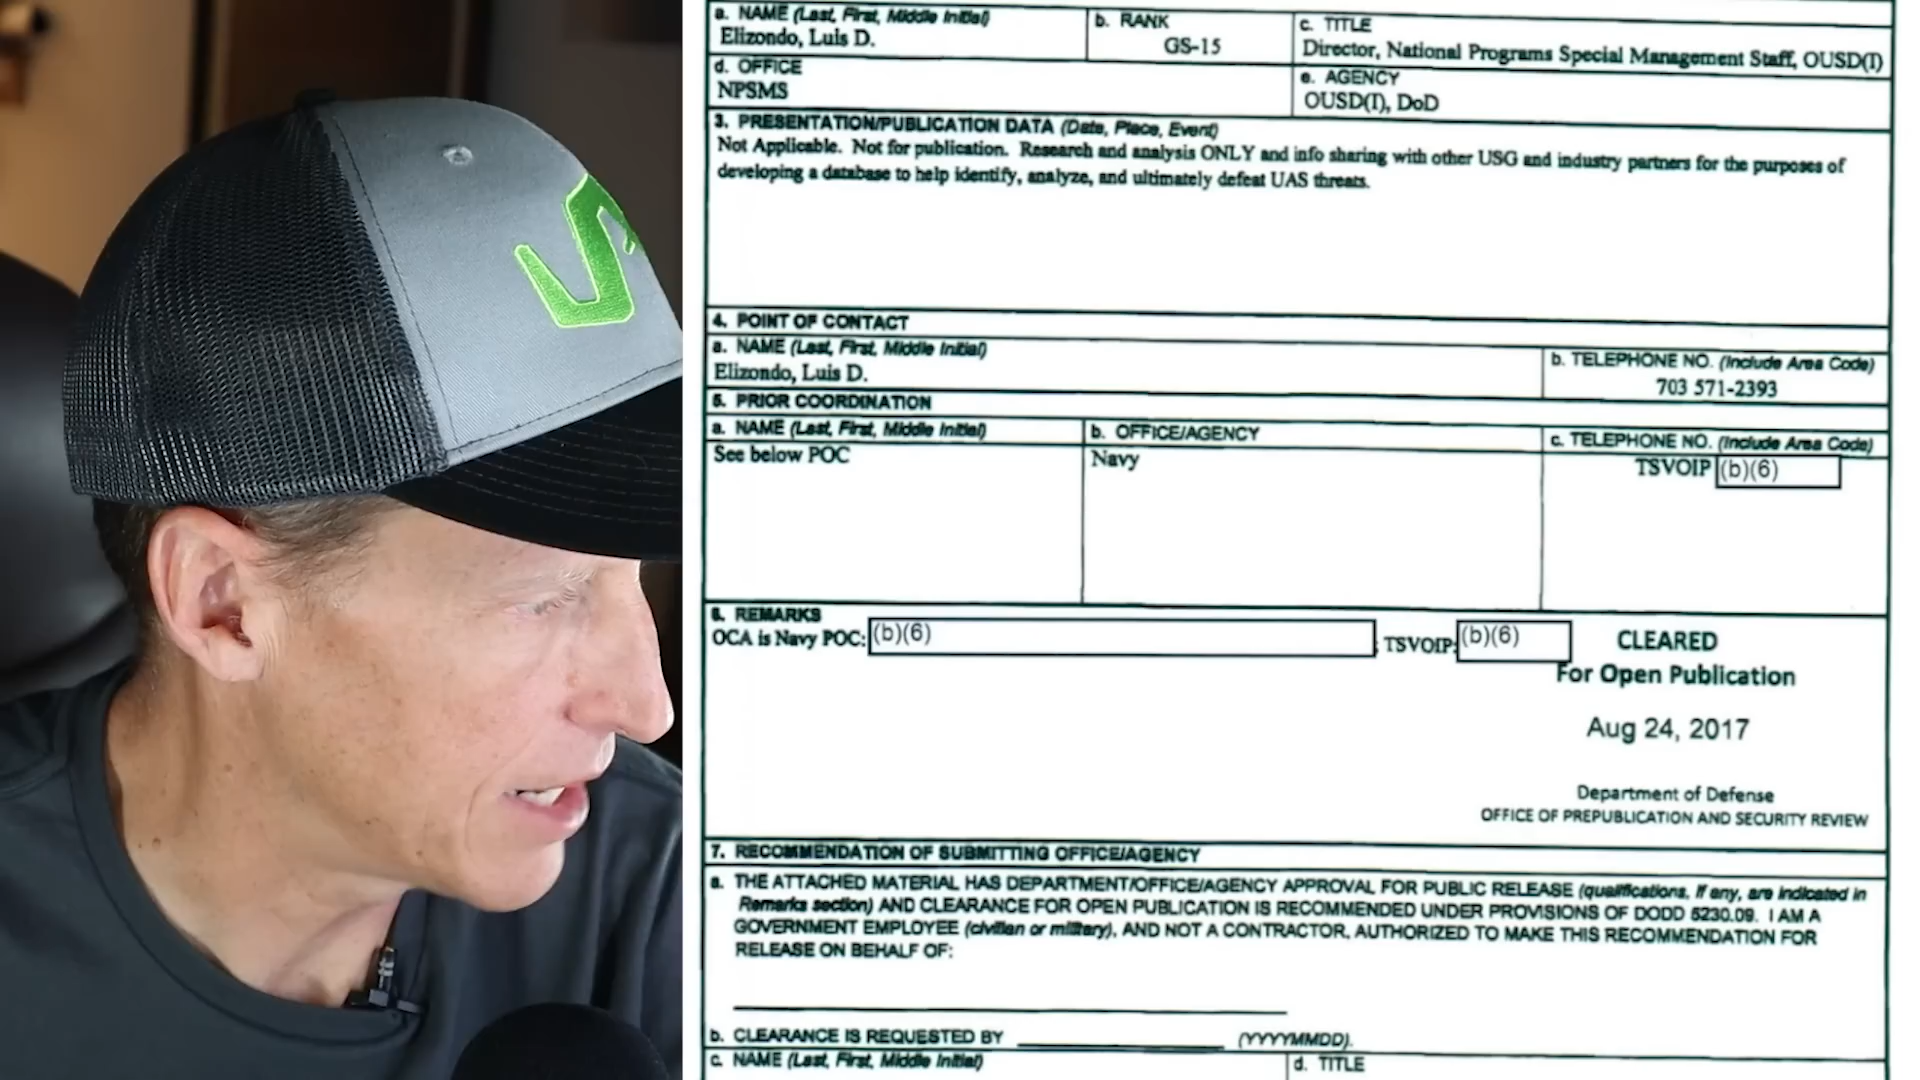 a. NAME (Last, First, Middle Initial)
Elizondo, Luis D.
b. RANK
GS-15
c. TITLE
Director, National Programs Special Management Staff, OUSD(I)
d. OFFICE
NPSMS
e. AGENCY
OUSD(I), DoD
3. PRESENTATION/PUBLICATION DATA (Date, Place, Event)
Not Applicable. Not for publication. Research and analysis ONLY and info sharing with other USG and industry partners for the purposes of
developing a database to help identify, analyze, and ultimately defeat UAS threats.
4. POINT OF CONTACT
a. NAME (Last, First, Middle Initial)
Elizondo, Luis D.
b. TELEPHONE NO. (Include Area Code)
703 571-2393
5. PRIOR COORDINATION
a. NAME (Last, First, Middle Initial)
See below POC
b. OFFICE/AGENCY
Navy
c. TELEPHONE NO. (Include Area Code)
TSVOIP (b)(6)
6. REMARKS
OCA is Navy POC: (b)(6) ; TSVOIP: (b)(6)
CLEARED
For Open Publication
Aug 24, 2017
Department of Defense
OFFICE OF PREPUBLICATION AND SECURITY REVIEW
7. RECOMMENDATION OF SUBMITTING OFFICE/AGENCY
a. THE ATTACHED MATERIAL HAS DEPARTMENT/OFFICE/AGENCY APPROVAL FOR PUBLIC RELEASE (qualifications, if any, are indicated in
Remarks section) AND CLEARANCE FOR OPEN PUBLICATION IS RECOMMENDED UNDER PROVISIONS OF DODD 5230.09. I AM A
GOVERNMENT EMPLOYEE (civilian or military), AND NOT A CONTRACTOR, AUTHORIZED TO MAKE THIS RECOMMENDATION FOR
RELEASE ON BEHALF OF:
b. CLEARANCE IS REQUESTED BY (YYYYMMDD).
c. NAME (Last, First, Middle Initial)
d. TITLE